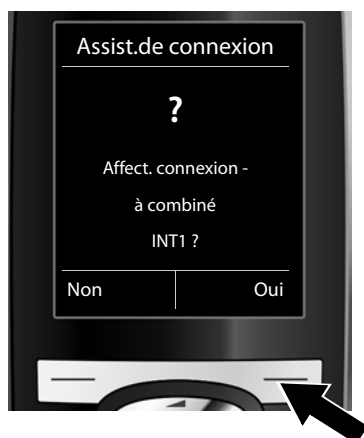 Assist.de connexion
?
Affect. connexion -
à combiné
INT1 ?
Non Oui